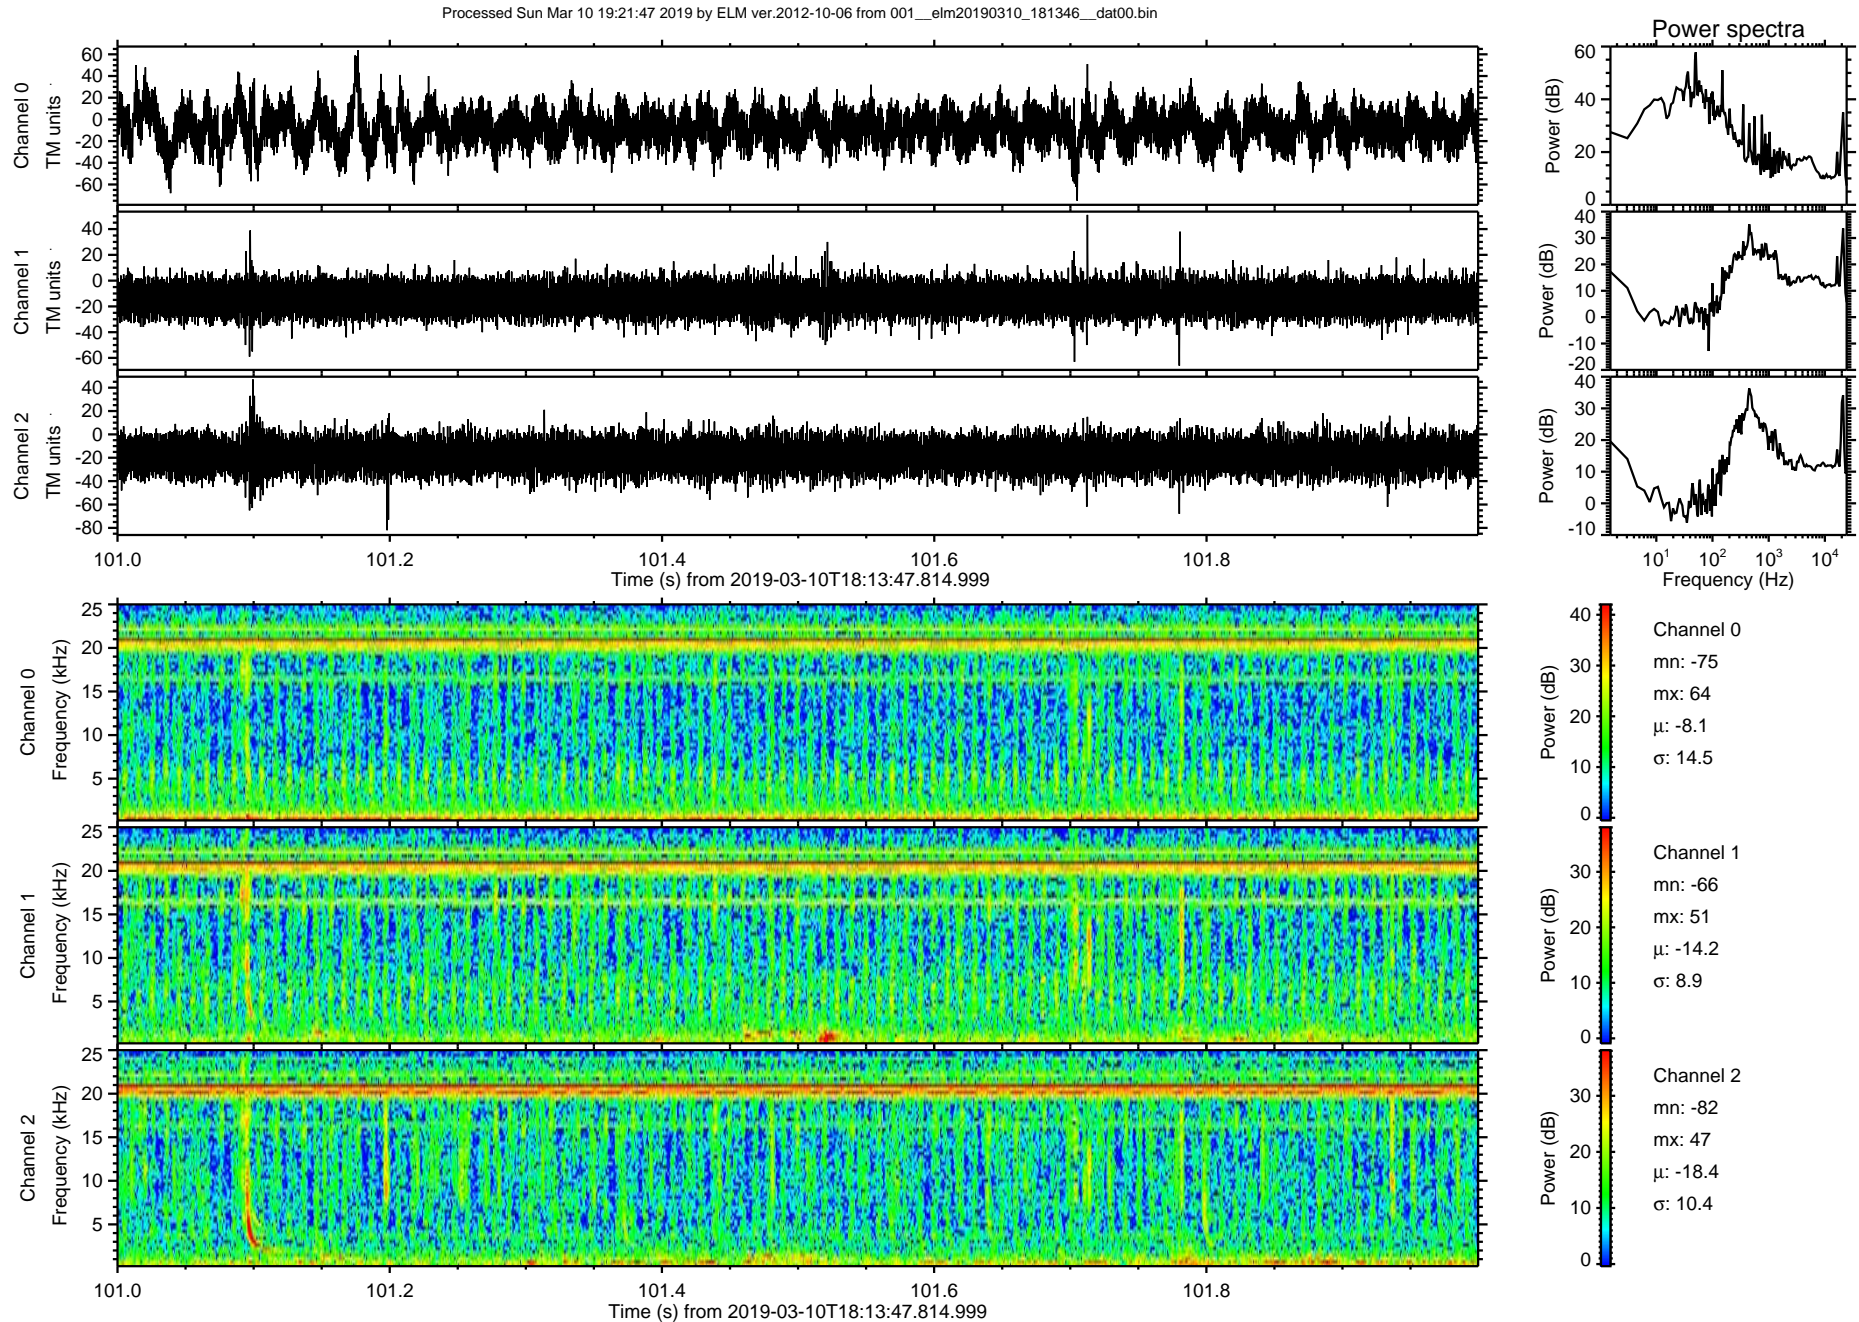 Processed Sun Mar 10 19:21:47 2019 by ELM ver.2012-10-06 from 001__elm20190310_181346__dat00.bin
Power spectra
Channel 0
TM units
60
40
20
0
-20
-40
-60
Power (dB)
60
40
20
0
Channel 1
TM units
40
20
0
-20
-40
-60
Power (dB)
40
30
20
10
0
-10
-20
Channel 2
TM units
40
20
0
-20
-40
-60
-80
Power (dB)
40
30
20
10
0
-10
101.0 101.2 101.4 101.6 101.8
Time (s) from 2019-03-10T18:13:47.814.999
10¹ 10² 10³ 10⁴
Frequency (Hz)
Channel 0
Frequency (kHz)
25
20
15
10
5
Power (dB)
40
30
20
10
0
Channel 0
mn: -75
mx: 64
μ: -8.1
σ: 14.5
Channel 1
Frequency (kHz)
25
20
15
10
5
Power (dB)
30
20
10
0
Channel 1
mn: -66
mx: 51
μ: -14.2
σ: 8.9
Channel 2
Frequency (kHz)
25
20
15
10
5
Power (dB)
30
20
10
0
Channel 2
mn: -82
mx: 47
μ: -18.4
σ: 10.4
101.0 101.2 101.4 101.6 101.8
Time (s) from 2019-03-10T18:13:47.814.999